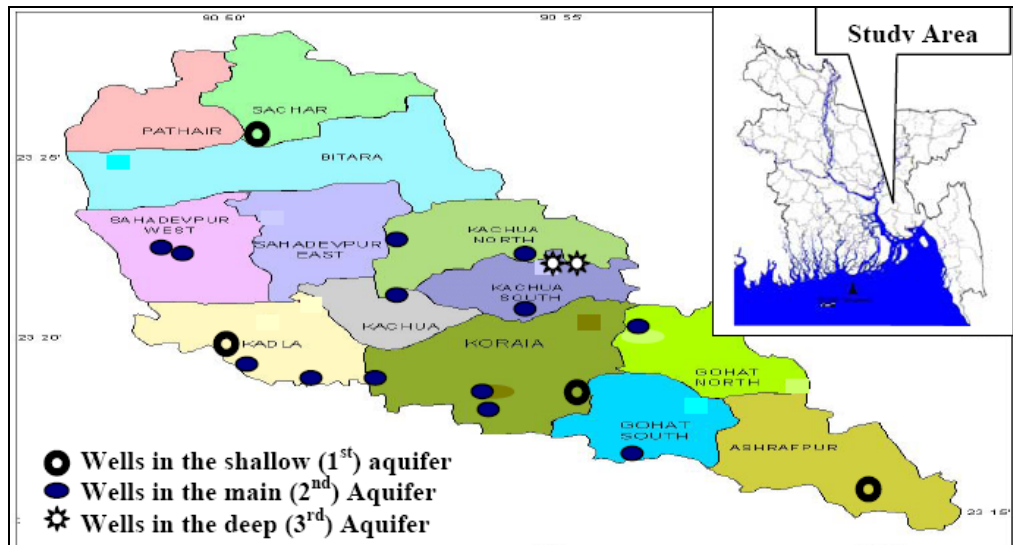 90 50'
90 55'
Study Area
SACHAR
PATHAIR
BITARA
23 25'
SAHADEVPUR
WEST
SAHADEVPUR
EAST
KACHUA
NORTH
KACHUA
SOUTH
KACHUA
23 20'
KADLA
KORAIA
GOHAT
NORTH
GOHAT
SOUTH
ASHRAFPUR
Wells in the shallow (1st) aquifer
Wells in the main (2nd) Aquifer
Wells in the deep (3rd) Aquifer
23 15'